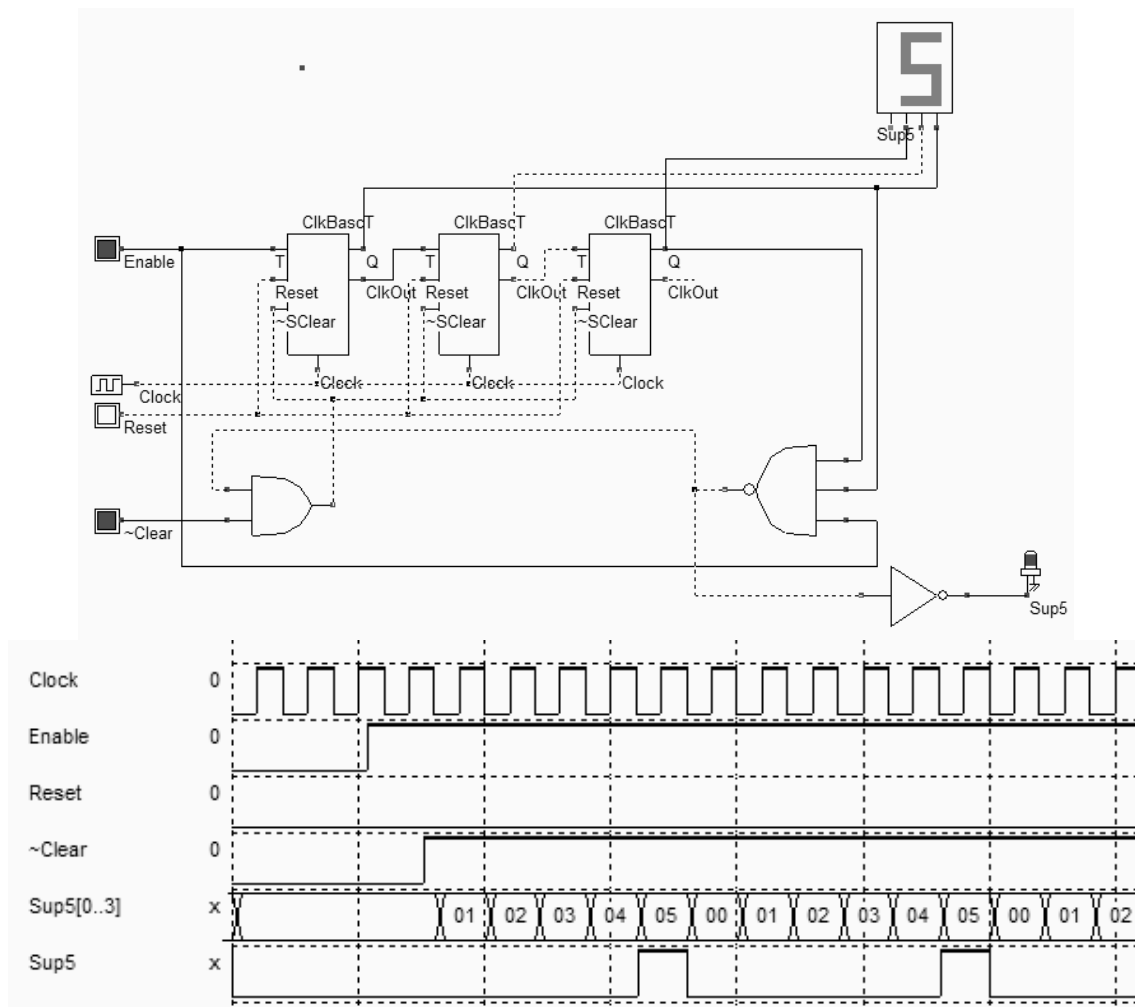 5
Sup5
ClkBascT ClkBascT ClkBascT
Enable
T Q T Q T Q
Reset ClkOut Reset ClkOut Reset ClkOut
~SClear ~SClear ~SClear
Clock Clock Clock Clock
Reset
~Clear
Sup5
Clock 0
Enable 0
Reset 0
~Clear 0
Sup5[0..3] x 01 02 03 04 05 00 01 02 03 04 05 00 01 02
Sup5 x